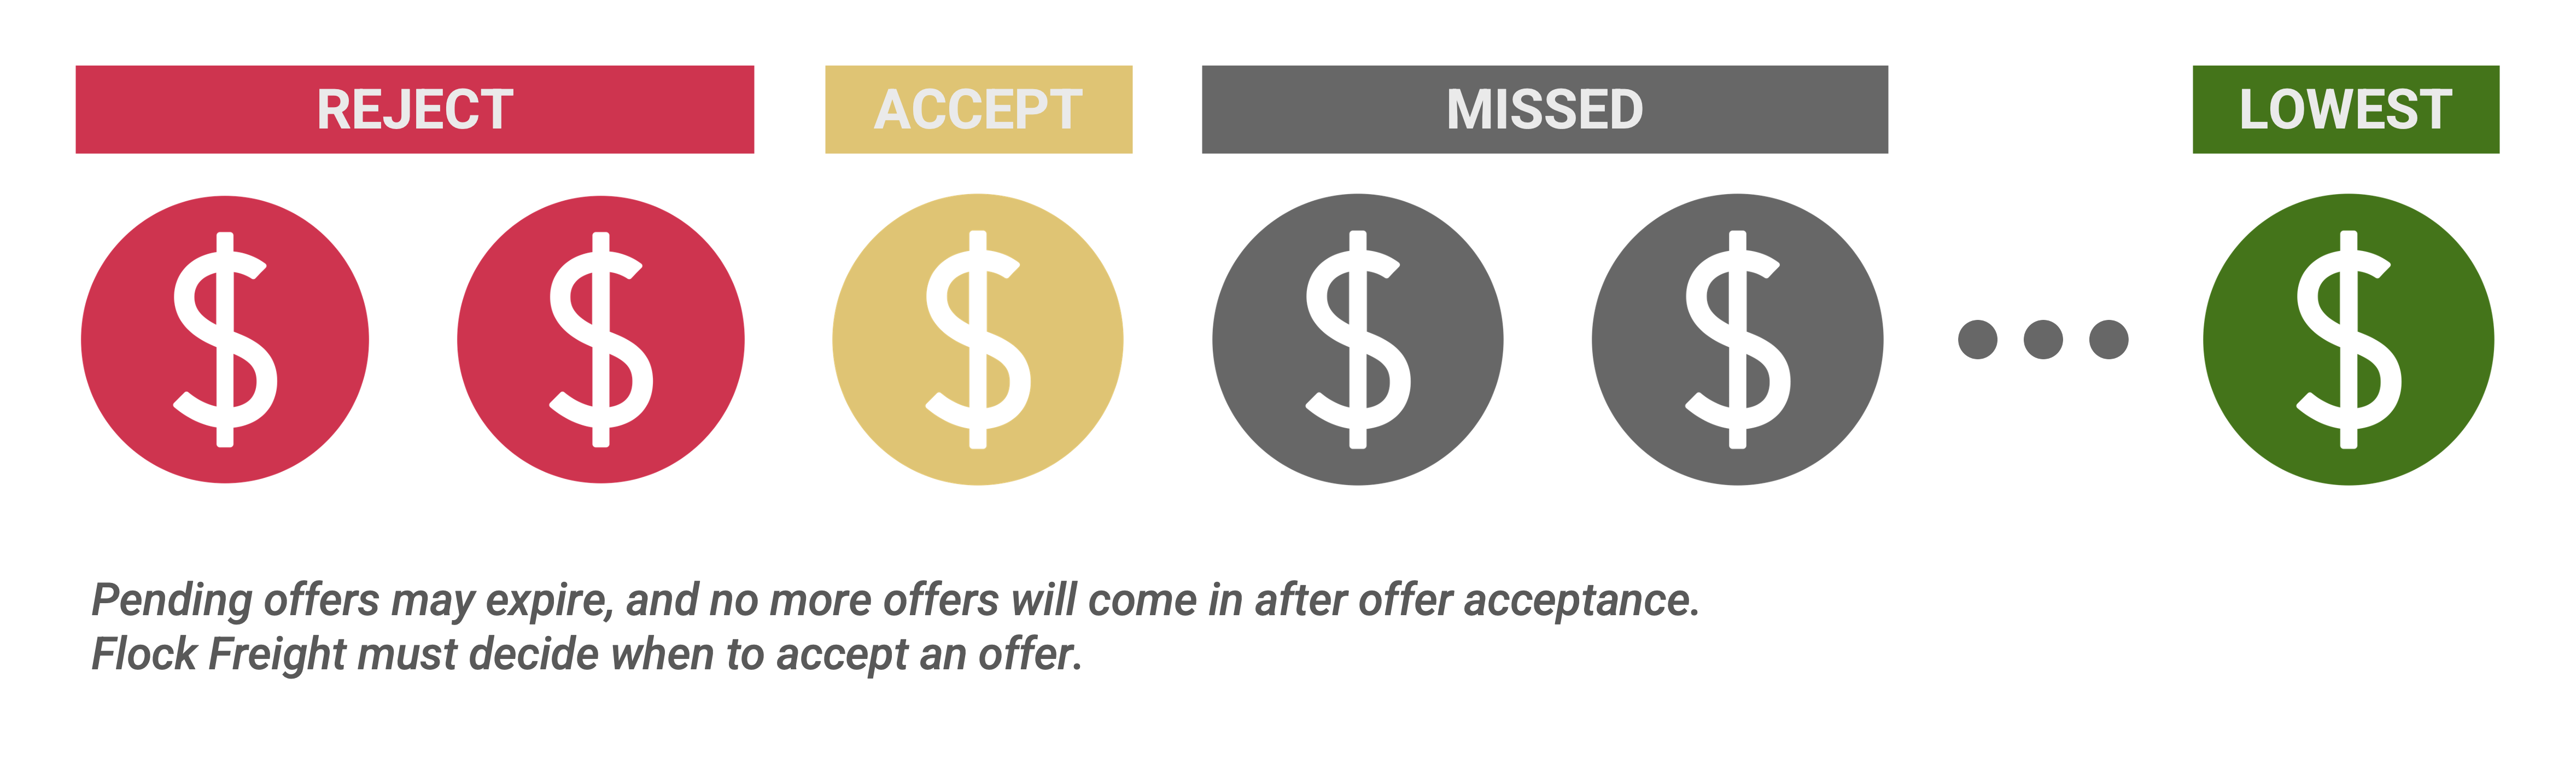 REJECT ACCEPT MISSED LOWEST
$ $ $ $ $ $
Pending offers may expire, and no more offers will come in after offer acceptance.
Flock Freight must decide when to accept an offer.